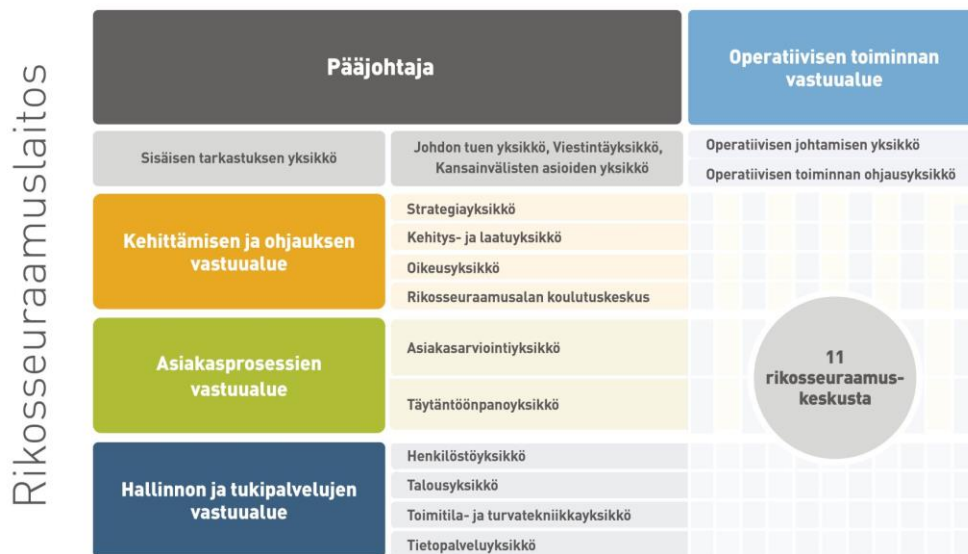 Rikosseuraamuslaitos
Pääjohtaja
Operatiivisen toiminnan
vastuualue
Sisäisen tarkastuksen yksikkö
Johdon tuen yksikkö, Viestintäyksikkö,
Kansainvälisten asioiden yksikkö
Operatiivisen johtamisen yksikkö
Operatiivisen toiminnan ohjausyksikkö
Kehittämisen ja ohjauksen
vastuualue
Strategiayksikkö
Kehitys- ja laatuyksikkö
Oikeusyksikkö
Rikosseuraamusalan koulutuskeskus
Asiakasprosessien
vastuualue
Asiakasarviointiyksikkö
Täytäntöönpanoyksikkö
11
rikosseuraamus-
keskusta
Hallinnon ja tukipalvelujen
vastuualue
Henkilöstöyksikkö
Talousyksikkö
Toimitila- ja turvatekniikkayksikkö
Tietopalveluyksikkö